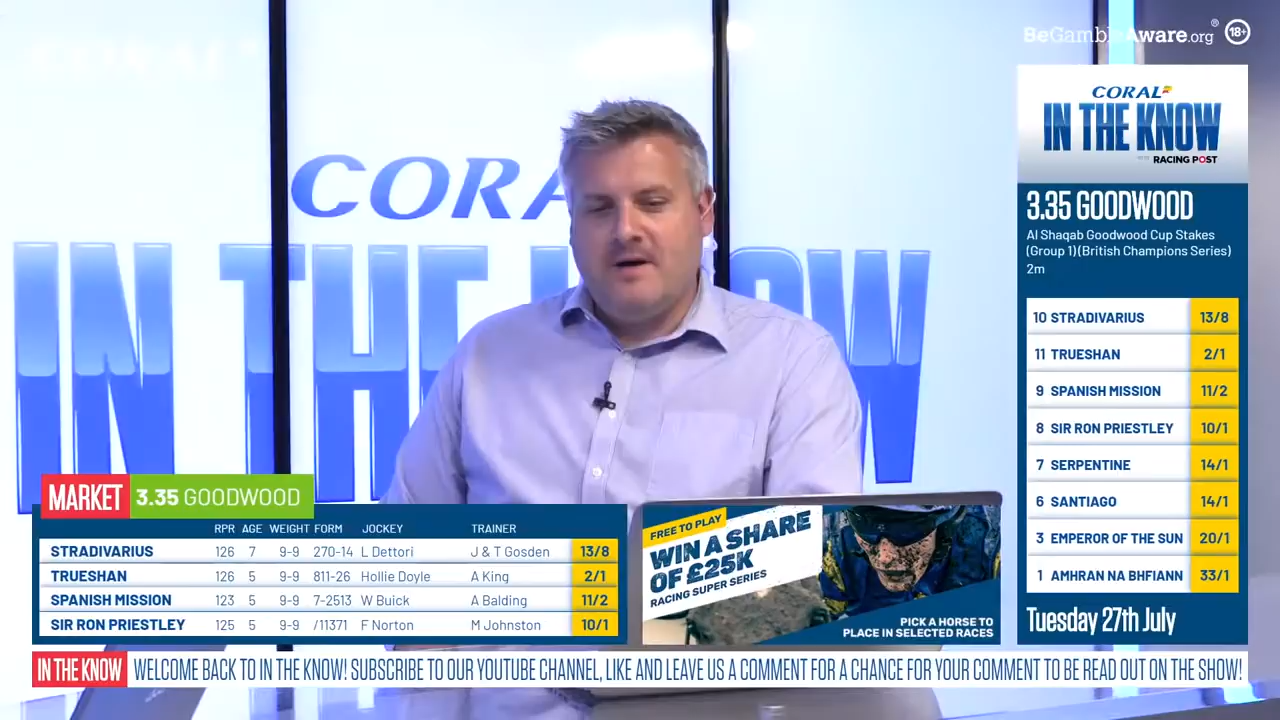 BeGambleAware.org® 18+
CORAL
IN THE KNOW
WITH RACING POST
3.35 GOODWOOD
Al Shaqab Goodwood Cup Stakes
(Group 1)(British Champions Series)
2m
10 STRADIVARIUS 13/8
11 TRUESHAN 2/1
9 SPANISH MISSION 11/2
8 SIR RON PRIESTLEY 10/1
7 SERPENTINE 14/1
6 SANTIAGO 14/1
3 EMPEROR OF THE SUN 20/1
1 AMHRAN NA BHFIANN 33/1
Tuesday 27th July
CORA
IN THE KNOW
MARKET 3.35 GOODWOOD
RPR AGE WEIGHT FORM JOCKEY TRAINER
STRADIVARIUS 126 7 9-9 270-14 L Dettori J & T Gosden 13/8
TRUESHAN 126 5 9-9 811-26 Hollie Doyle A King 2/1
SPANISH MISSION 123 5 9-9 7-2513 W Buick A Balding 11/2
SIR RON PRIESTLEY 125 5 9-9 /11371 F Norton M Johnston 10/1
FREE TO PLAY
WIN A SHARE
OF £25K
RACING SUPER SERIES
PICK A HORSE TO
PLACE IN SELECTED RACES
IN THE KNOW WELCOME BACK TO IN THE KNOW! SUBSCRIBE TO OUR YOUTUBE CHANNEL, LIKE AND LEAVE US A COMMENT FOR A CHANCE FOR YOUR COMMENT TO BE READ OUT ON THE SHOW!